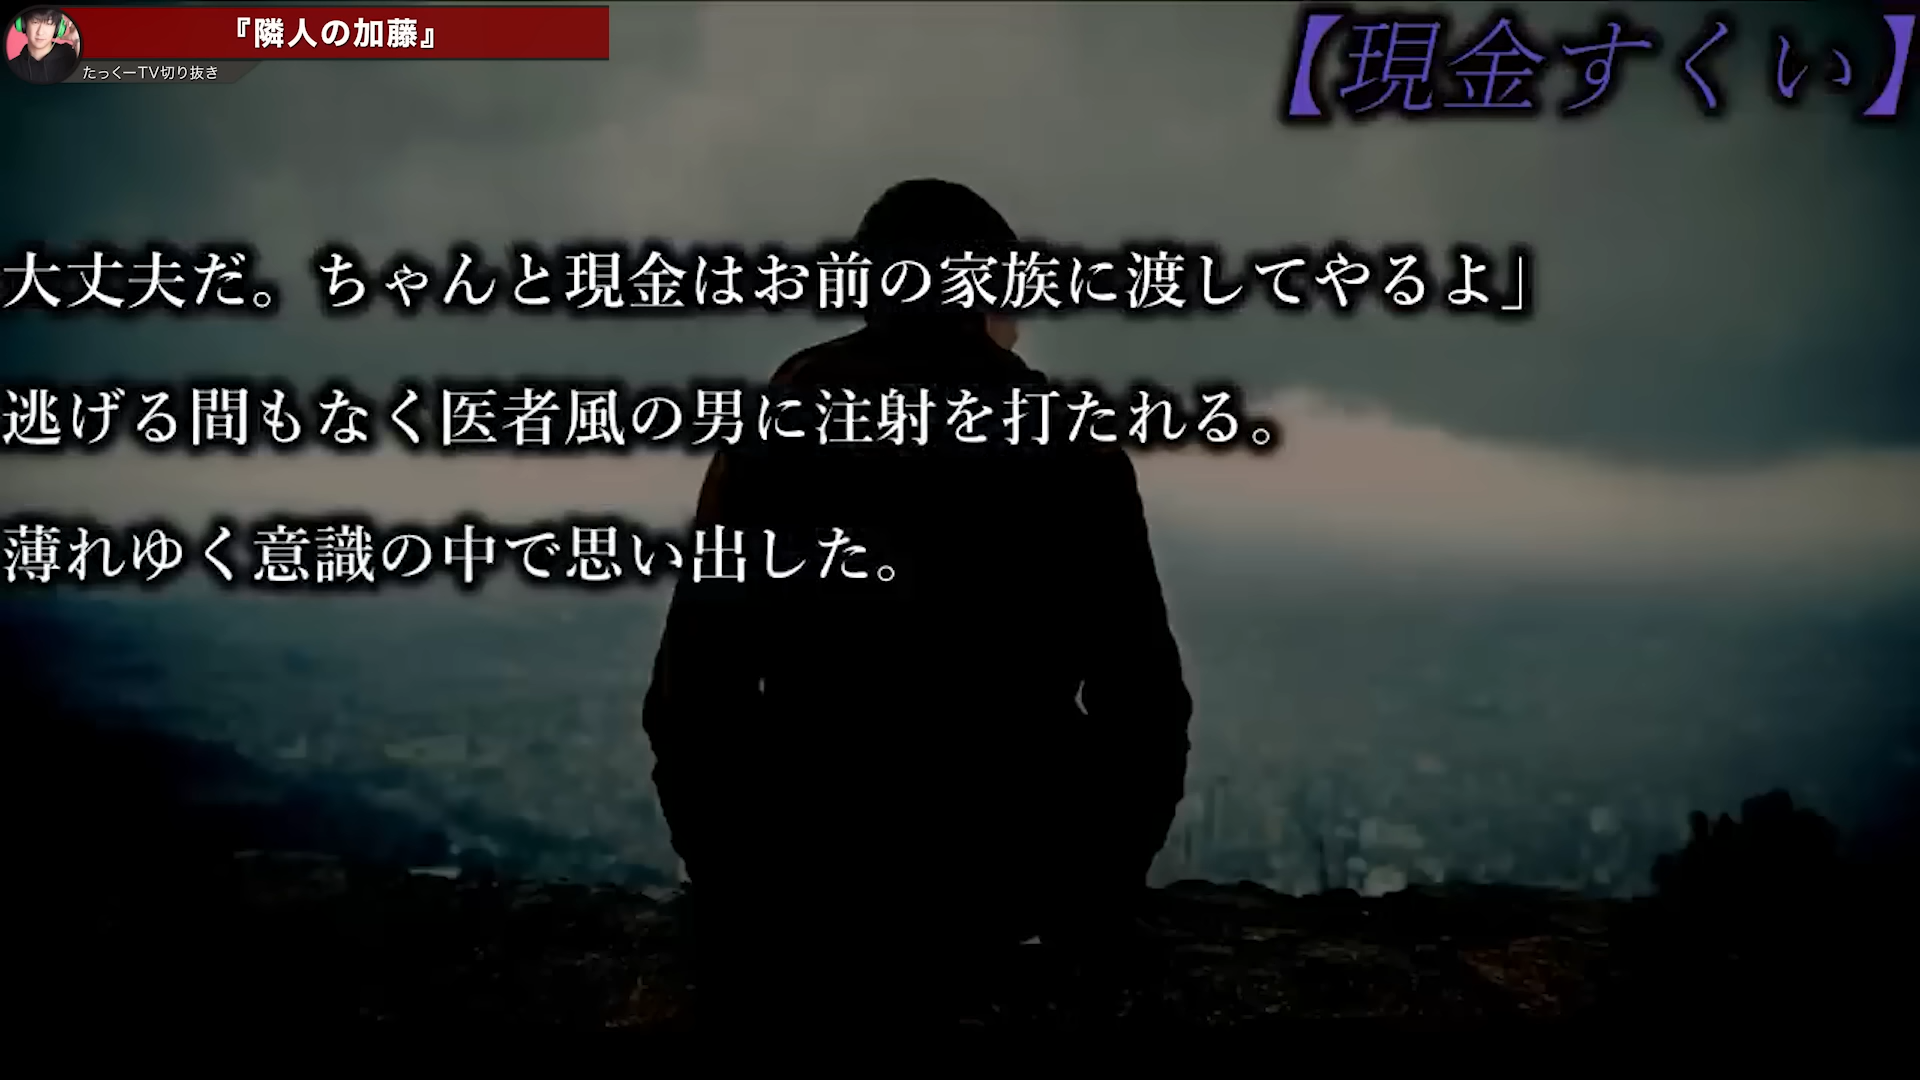 『隣人の加藤』
たっくーTV切り抜き
【現金すくい】
大丈夫だ。ちゃんと現金はお前の家族に渡してやるよ」
逃げる間もなく医者風の男に注射を打たれる。
薄れゆく意識の中で思い出した。